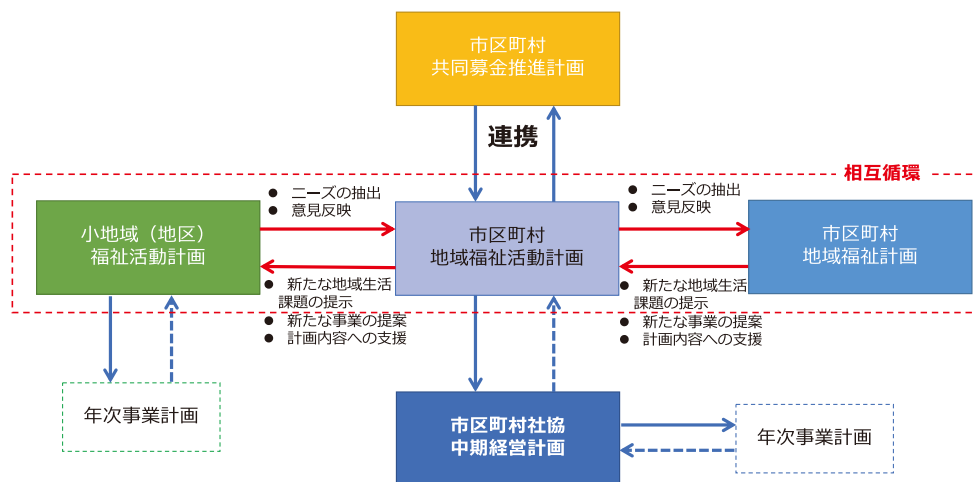 市区町村
共同募金推進計画
連携
相互循環
● ニーズの抽出
● 意見反映
● ニーズの抽出
● 意見反映
小地域（地区）
福祉活動計画
市区町村
地域福祉活動計画
市区町村
地域福祉計画
● 新たな地域生活
課題の提示
● 新たな事業の提案
● 計画内容への支援
● 新たな地域生活
課題の提示
● 新たな事業の提案
● 計画内容への支援
年次事業計画
市区町村社協
中期経営計画
年次事業計画